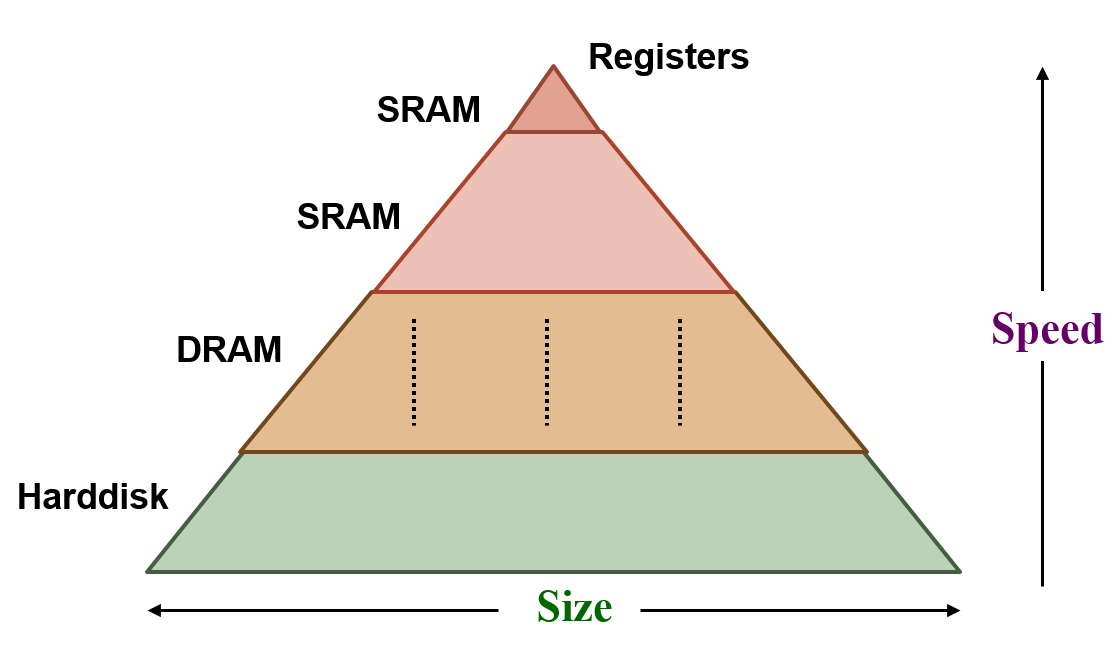 Registers
SRAM
SRAM
DRAM
Speed
Harddisk
Size